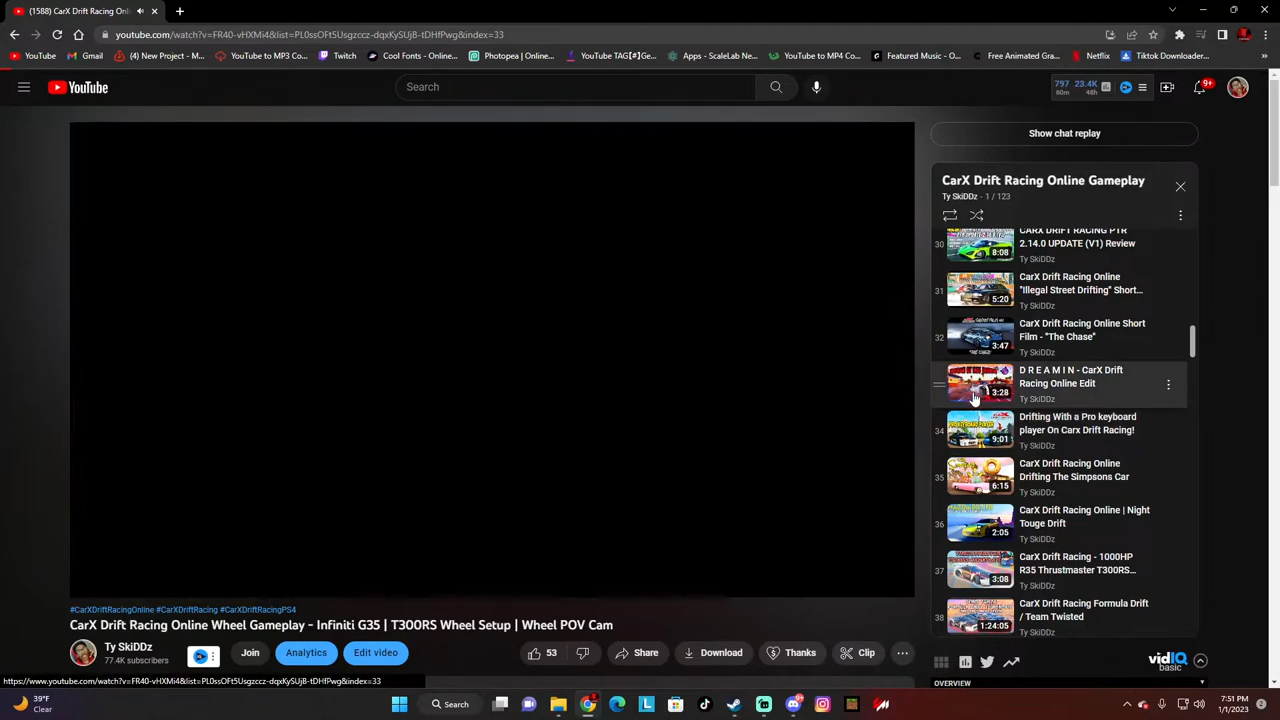 (1588) CarX Drift Racing Onli
youtube.com/watch?v=FR40-vHXMi4&list=PL0ssOFt5Usgzccz-dqxKySUjB-tDHfPwg&index=33
YouTube
Gmail
(4) New Project - M...
YouTube to MP3 Co...
Twitch
Cool Fonts - Online...
Photopea | Online...
YouTube TAG[#]Ge...
Apps.scaleLab Ne...
Youtube to MP4 Co...
Featured Music - O...
Free Animated Gra...
Netflix
Tiktok Downloader...
YouTube
Search
797
60m
23.4K
48h
9+
Show chat replay
CarX Drift Racing Online Gameplay
Ty SkiDDz - 1 / 123
30
8:08
CARX DRIFT RACING PTR
2.14.0 UPDATE (V1) Review
Ty SkiDDz
31
5:20
CarX Drift Racing Online
"Illegal Street Drifting" Short...
Ty SkiDDz
32
3:47
CarX Drift Racing Online Short
Film - "The Chase"
Ty SkiDDz
3:28
D R E A M I N - CarX Drift
Racing Online Edit
Ty SkiDDz
34
9:01
Drifting With a Pro keyboard
player On Carx Drift Racing!
Ty SkiDDz
35
6:15
CarX Drift Racing Online
Drifting The Simpsons Car
Ty SkiDDz
36
2:05
CarX Drift Racing Online | Night
Touge Drift
Ty SkiDDz
37
3:08
CarX Drift Racing - 1000HP
R35 Thrustmaster T300RS...
Ty SkiDDz
38
1:24:05
CarX Drift Racing Formula Drift
/ Team Twisted
Ty SkiDDz
#CarXDriftRacingOnline #CarXDriftRacing #CarXDriftRacingPS4
CarX Drift Racing Online Wheel Gameplay - Infiniti G35 | T300RS Wheel Setup | Wheel POV Cam
Ty SkiDDz
77.4K subscribers
Join
Analytics
Edit video
53
Share
Download
Thanks
Clip
vidIQ
basic
OVERVIEW
https://www.youtube.com/watch?v=FR40-vHXMi4&list=PL0ssOFt5Usgzccz-dqxKySUjB-tDHfPwg&index=33
39°F
Clear
Search
7:51 PM
1/1/2023